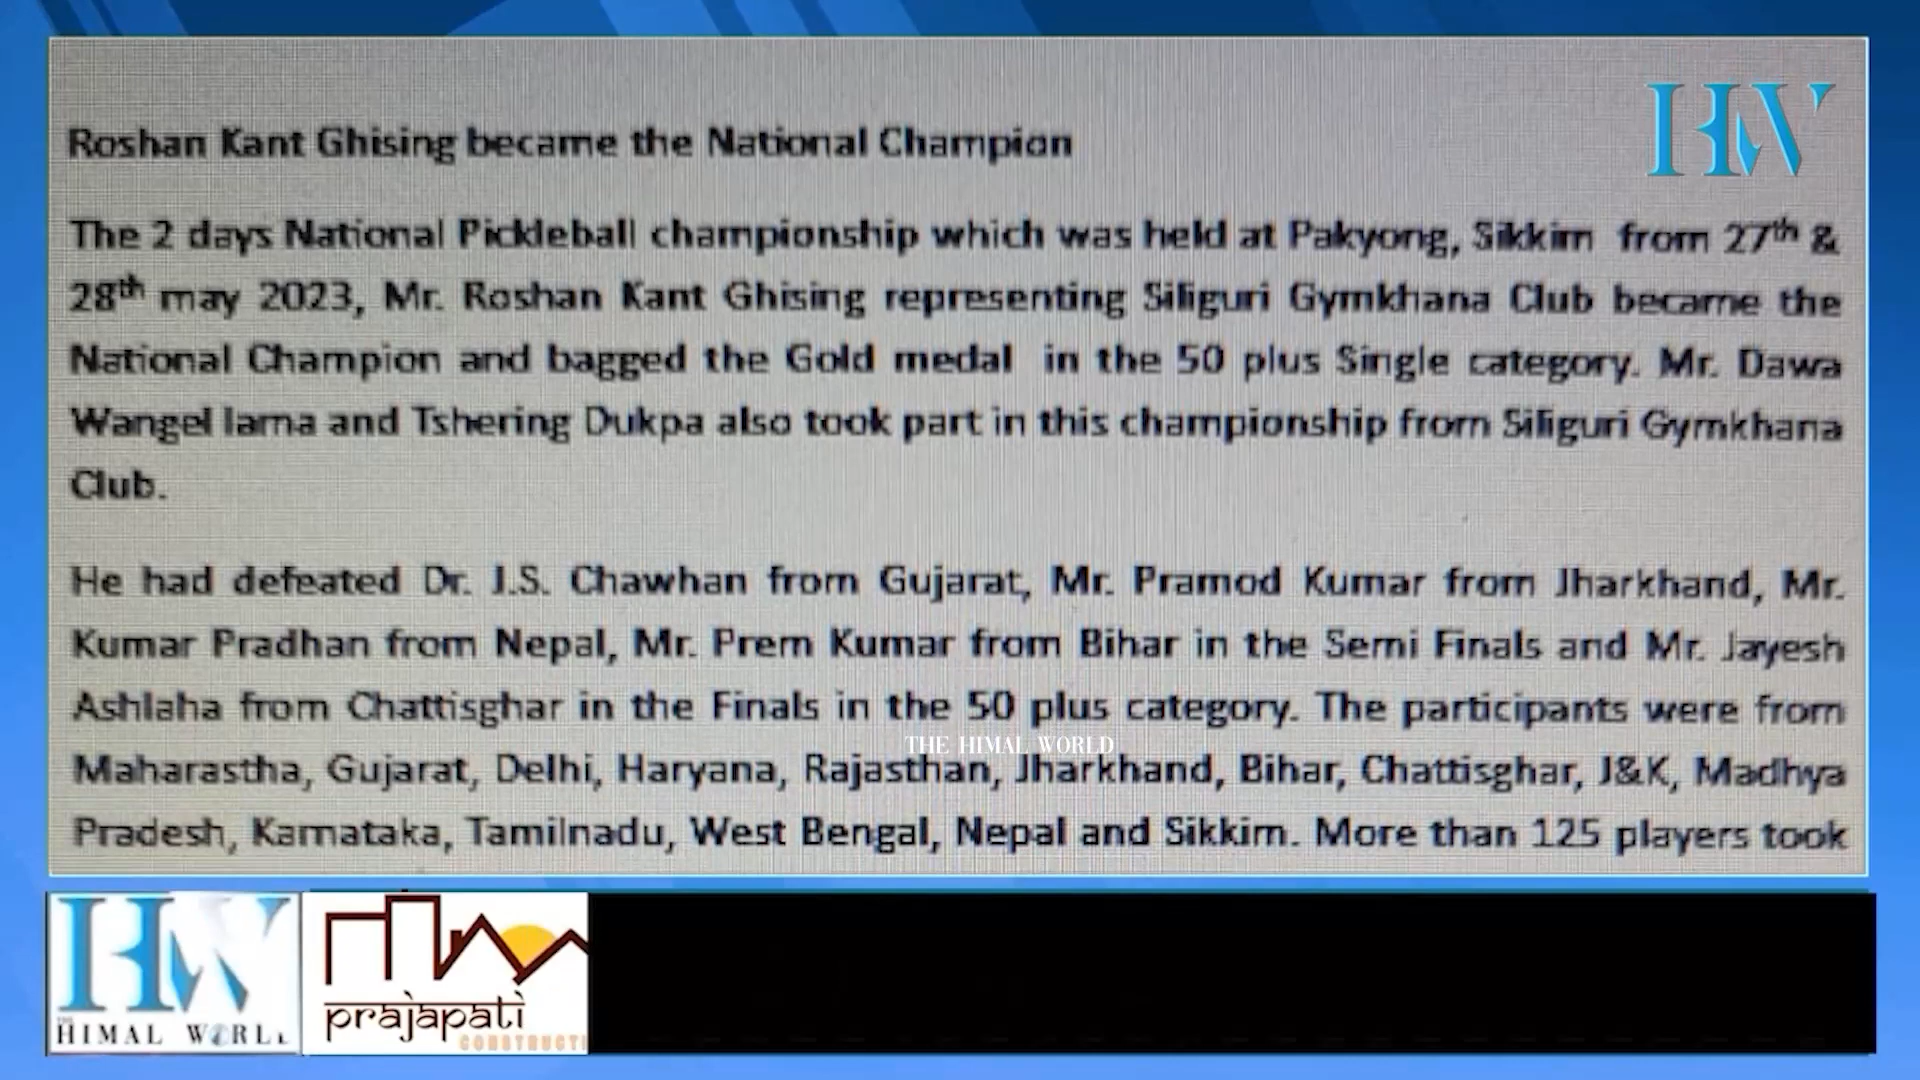 HW
Roshan Kant Ghising became the National Champion
The 2 days National Pickleball championship which was held at Pakyong, Sikkim from 27th &
28th may 2023, Mr. Roshan Kant Ghising representing Siliguri Gymkhana Club became the
National Champion and bagged the Gold medal in the 50 plus Single category. Mr. Dawa
Wangel lama and Tshering Dukpa also took part in this championship from Siliguri Gymkhana
Club.
He had defeated Dr. J.S. Chawhan from Gujarat, Mr. Pramod Kumar from Jharkhand, Mr.
Kumar Pradhan from Nepal, Mr. Prem Kumar from Bihar in the Semi Finals and Mr. Jayesh
Ashlaha from Chattisghar in the Finals in the 50 plus category. The participants were from
THE HIMAL WORLD
Maharastha, Gujarat, Delhi, Haryana, Rajasthan, Jharkhand, Bihar, Chattisghar, J&K, Madhya
Pradesh, Karnataka, Tamilnadu, West Bengal, Nepal and Sikkim. More than 125 players took
HW
THE
HIMAL WORL
prajapati
CONSTRUCTI